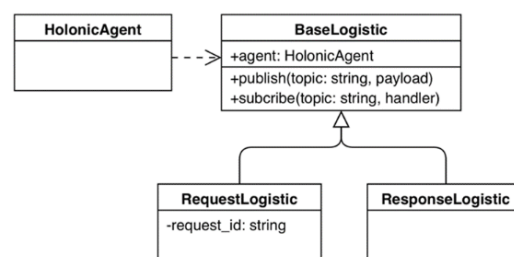 HolonicAgent
BaseLogistic
+agent: HolonicAgent
+publish(topic: string, payload)
+subcribe(topic: string, handler)
RequestLogistic
-request_id: string
ResponseLogistic